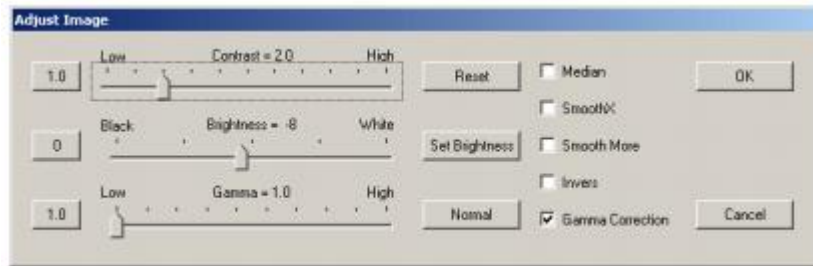 Adjust Image
Low Contrast = 2.0 High
1.0 Reset Median OK
SmoothX
Black Brightness = -8 White
0 Set Brightness Smooth More
Invers
Low Gamma = 1.0 High
1.0 Normal Gamma Correction Cancel